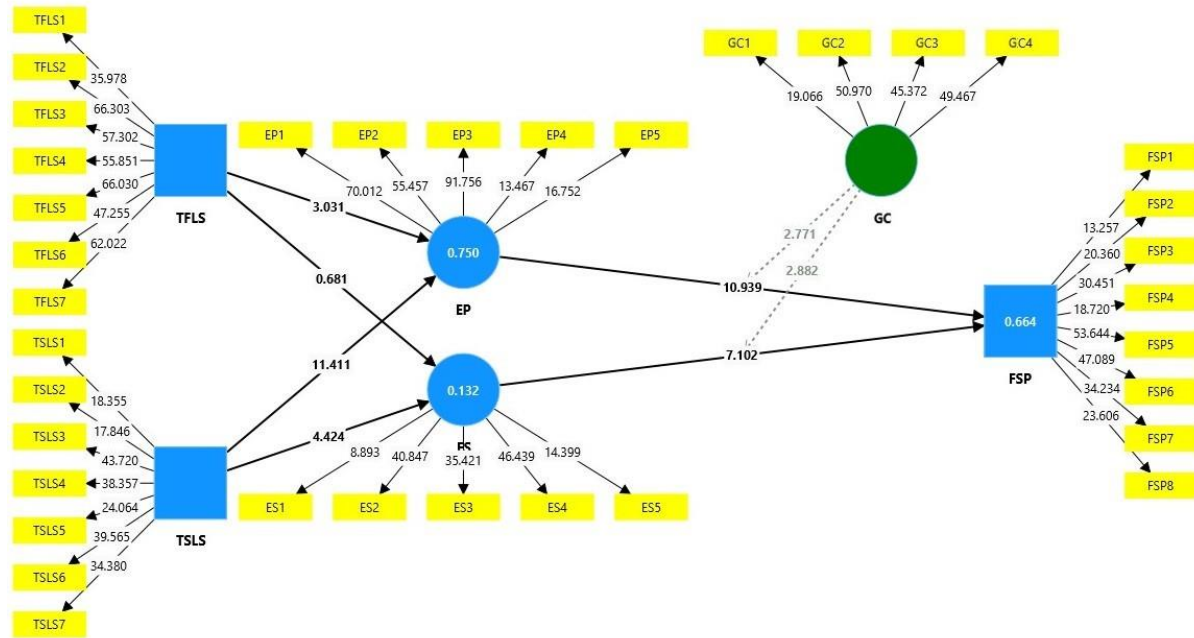 TFLS1
TFLS2
TFLS3
TFLS4
TFLS5
TFLS6
TFLS7
35.978
66.303
57.302
55.851
66.030
47.255
62.022
TFLS
TSLS1
TSLS2
TSLS3
TSLS4
TSLS5
TSLS6
TSLS7
18.355
17.846
43.720
38.357
24.064
39.565
34.380
TSLS
3.031
0.681
11.411
4.424
EP1 EP2 EP3 EP4 EP5
70.012 55.457 91.756 13.467 16.752
0.750
EP
0.132
ES
8.893 40.847 35.421 46.439 14.399
ES1 ES2 ES3 ES4 ES5
GC1 GC2 GC3 GC4
19.066 50.970 45.372 49.467
GC
2.771
2.882
10.939
7.102
0.664
FSP
13.257
20.360
30.451
18.720
53.644
47.089
34.234
23.606
FSP1
FSP2
FSP3
FSP4
FSP5
FSP6
FSP7
FSP8